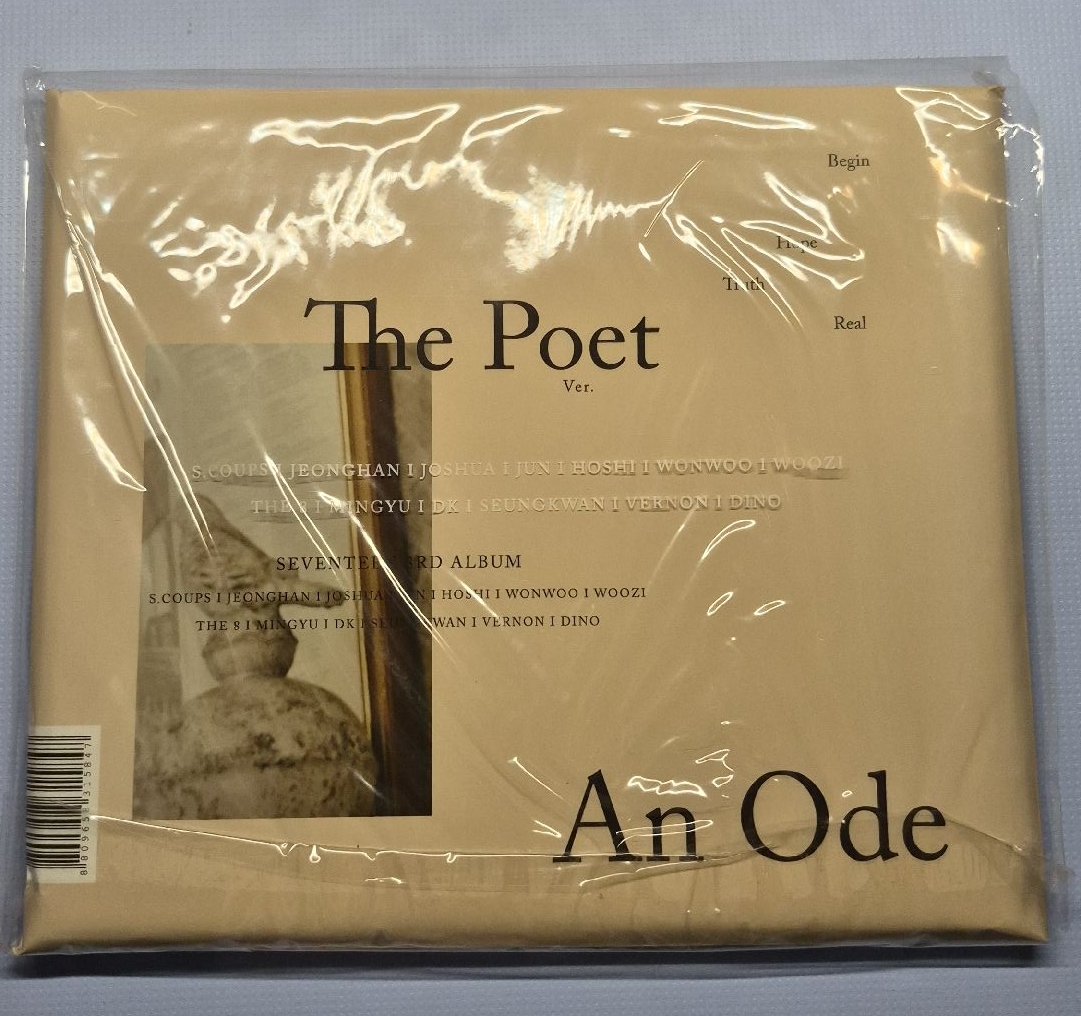 Begin
Hope
Truth
Real
The Poet
Ver.
S.COUPS I JEONGHAN I JOSHUA I JUN I HOSHI I WONWOO I WOOZI
THE 8 I MINGYU I DK I SEUNGKWAN I VERNON I DINO
SEVENTEEN 3RD ALBUM
S.COUPS I JEONGHAN I JOSHUA I JUN I HOSHI I WONWOO I WOOZI
THE 8 I MINGYU I DK I SEUNGKWAN I VERNON I DINO
An Ode
8809653315847